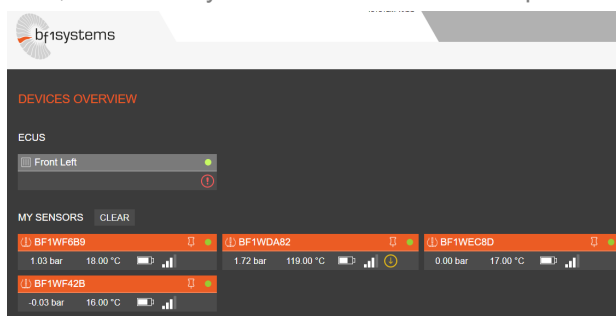 bf1systems
DEVICES OVERVIEW
ECUS
Front Left
MY SENSORS CLEAR
BF1WF6B9 BF1WDA82 BF1WEC8D
1.03 bar 18.00 °C 1.72 bar 119.00 °C 0.00 bar 17.00 °C
BF1WF42B
-0.03 bar 16.00 °C